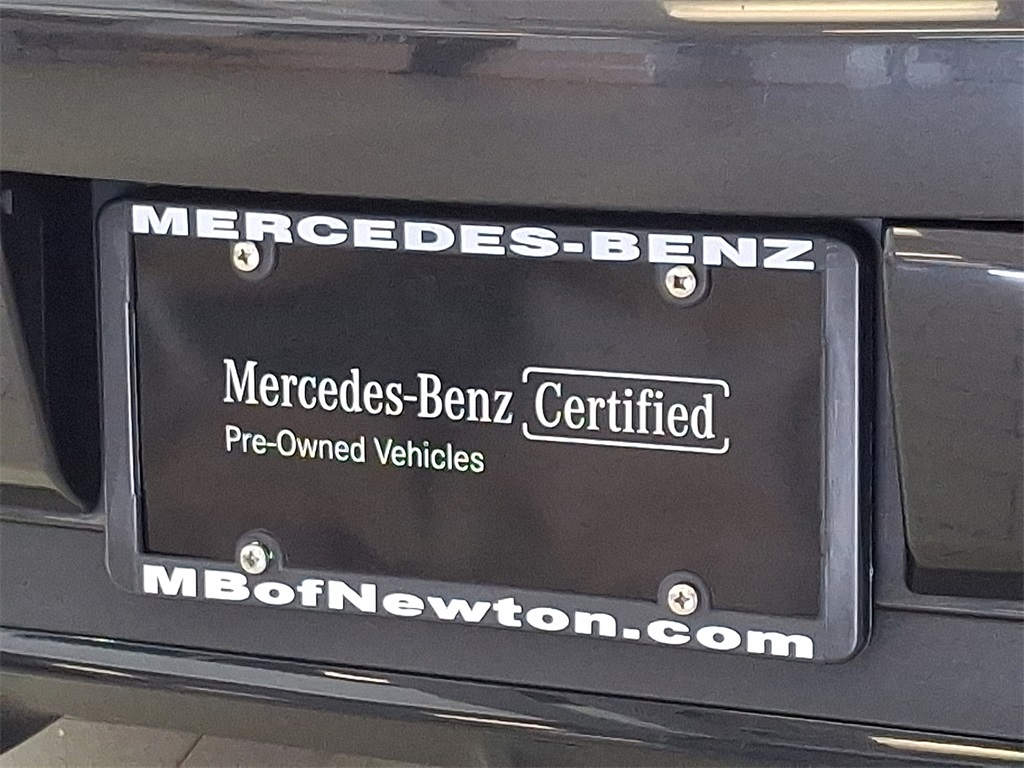 MERCEDES-BENZ
Mercedes-Benz Certified
Pre-Owned Vehicles
MBofNewton.com